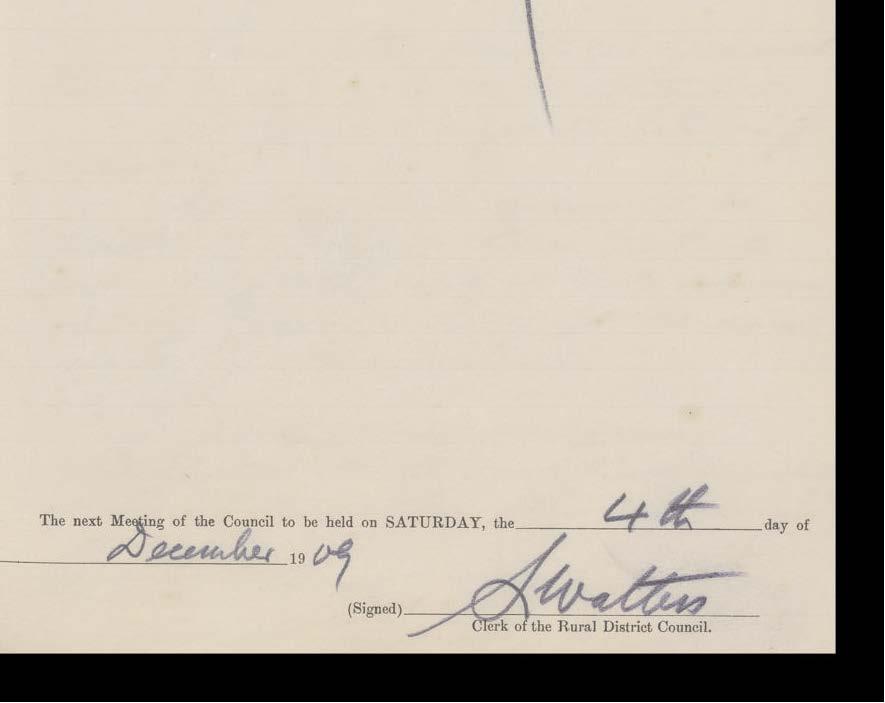 The next Meeting of the Council to be held on SATURDAY, the 4th day of
December 1909
(Signed) S Walters
Clerk of the Rural District Council.